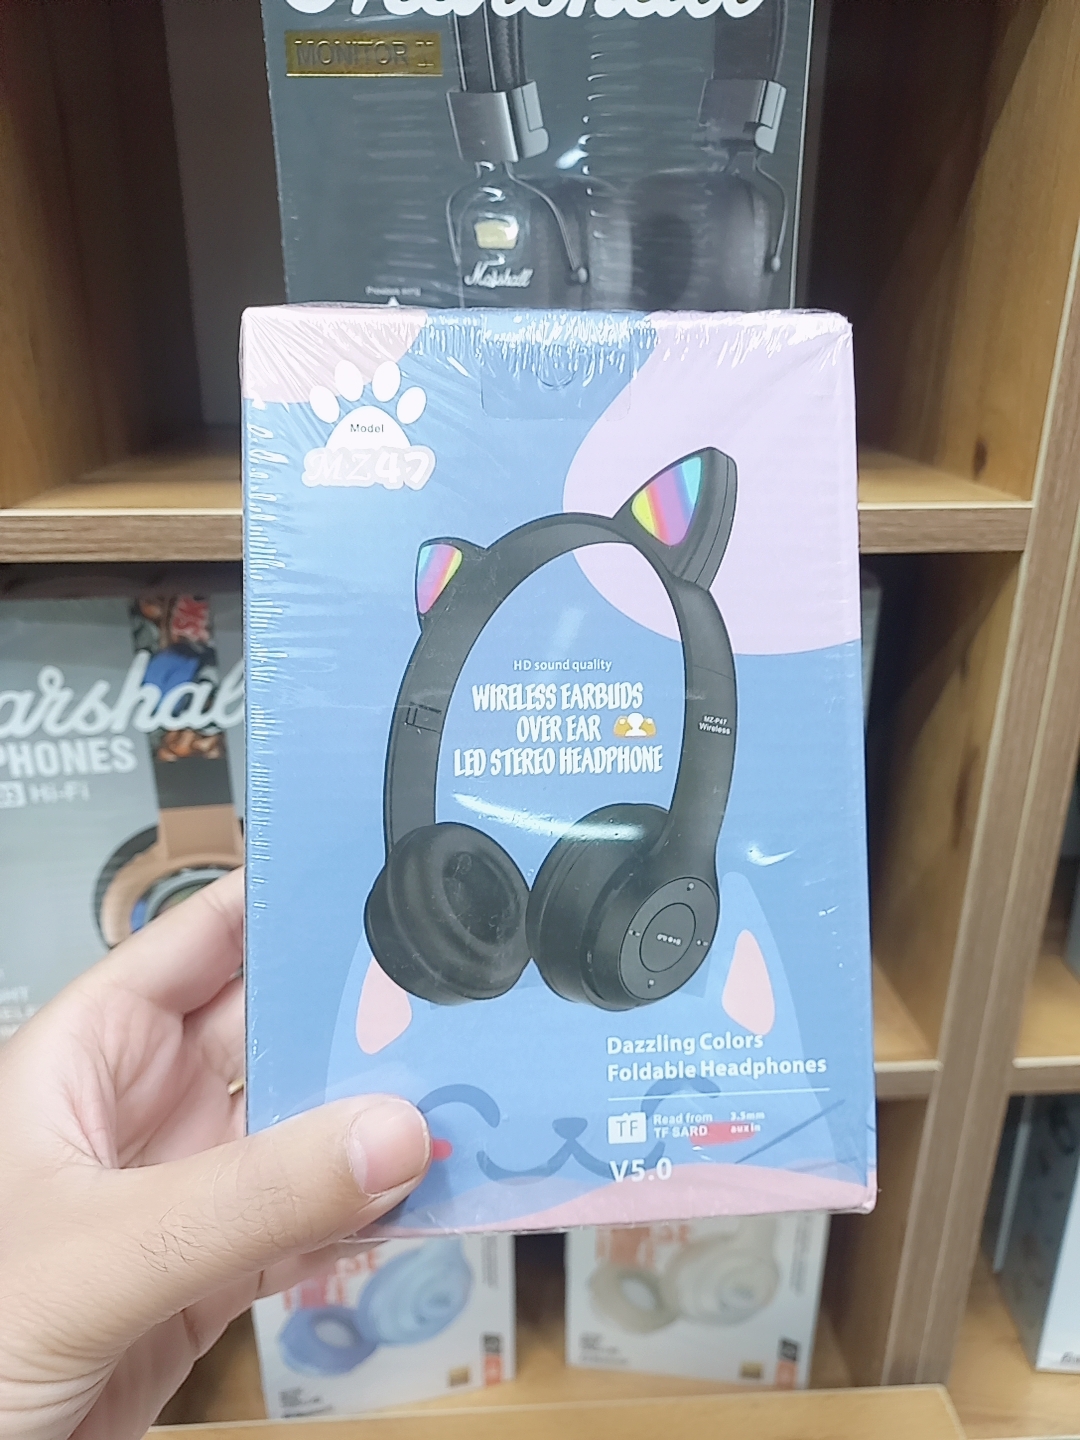 Marshall
MONITOR II
Marshall
Model
MZ47
arshal
PHONES
Hi-Fi
HD sound quality
WIRELESS EARBUDS
OVER EAR
LED STEREO HEADPHONE
MZ-P47
Wireless
Dazzling Colors
Foldable Headphones
TF
Read from
TF SARD
3.5mm
aux in
V5.0